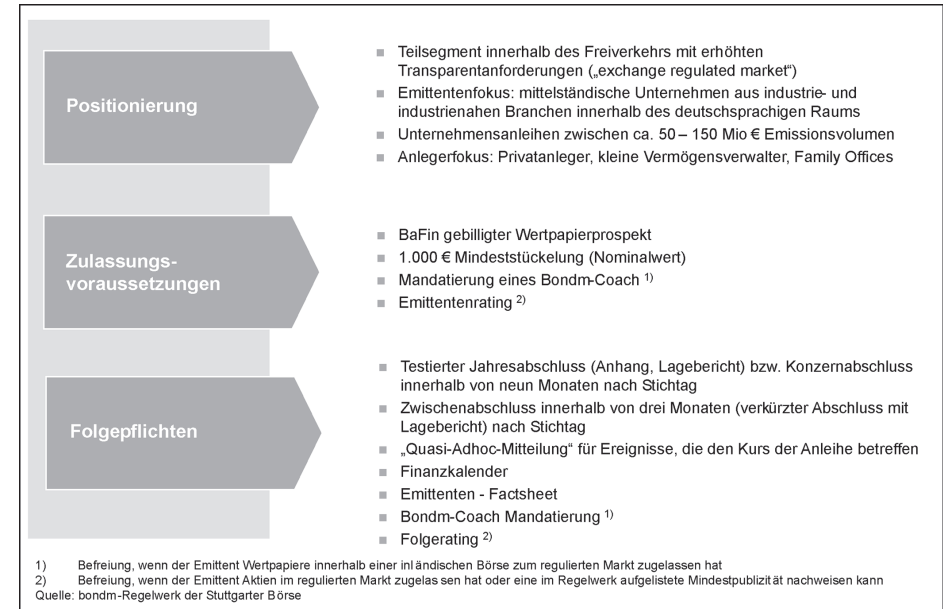 Positionierung
■ Teilsegment innerhalb des Freiverkehrs mit erhöhten
Transparentanforderungen („exchange regulated market“)
■ Emittentenfokus: mittelständische Unternehmen aus industrie- und
industrienahen Branchen innerhalb des deutschsprachigen Raums
■ Unternehmensanleihen zwischen ca. 50 – 150 Mio € Emissionsvolumen
■ Anlegerfokus: Privatanleger, kleine Vermögensverwalter, Family Offices
Zulassungs-
voraussetzungen
■ BaFin gebilligter Wertpapierprospekt
■ 1.000 € Mindeststückelung (Nominalwert)
■ Mandatierung eines Bondm-Coach 1)
■ Emittentenrating 2)
Folgepflichten
■ Testierter Jahresabschluss (Anhang, Lagebericht) bzw. Konzernabschluss
innerhalb von neun Monaten nach Stichtag
■ Zwischenabschluss innerhalb von drei Monaten (verkürzter Abschluss mit
Lagebericht) nach Stichtag
■ „Quasi-Adhoc-Mitteilung“ für Ereignisse, die den Kurs der Anleihe betreffen
■ Finanzkalender
■ Emittenten - Factsheet
■ Bondm-Coach Mandatierung 1)
■ Folgerating 2)
1) Befreiung, wenn der Emittent Wertpapiere innerhalb einer inländischen Börse zum regulierten Markt zugelassen hat
2) Befreiung, wenn der Emittent Aktien im regulierten Markt zugelas sen hat oder eine im Regelwerk aufgelistete Mindestpublizität nachweisen kann
Quelle: bondm-Regelwerk der Stuttgarter Börse